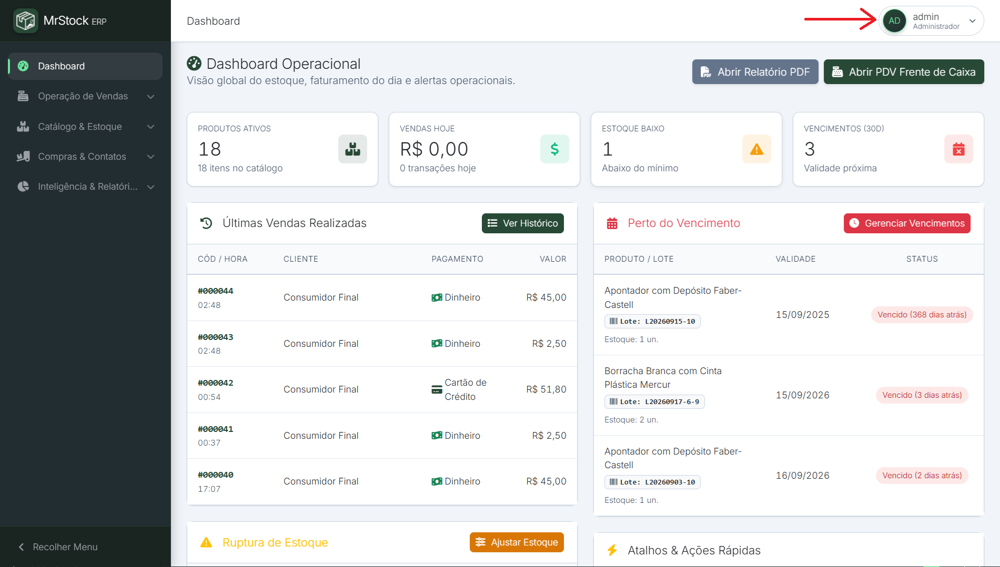 MrStock ERP
Dashboard
AD
admin
Administrador
Dashboard
Operação de Vendas
Catálogo & Estoque
Compras & Contatos
Inteligência & Relatóri...
Recolher Menu
Dashboard Operacional
Visão global do estoque, faturamento do dia e alertas operacionais.
PDF
Abrir Relatório PDF
Abrir PDV Frente de Caixa
PRODUTOS ATIVOS
18
18 itens no catálogo
VENDAS HOJE
R$ 0,00
0 transações hoje
$
ESTOQUE BAIXO
1
Abaixo do mínimo
VENCIMENTOS (30D)
3
Validade próxima
Últimas Vendas Realizadas
Ver Histórico
CÓD / HORA CLIENTE PAGAMENTO VALOR
#000044
02:48
Consumidor Final
Dinheiro
R$ 45,00
#000043
02:48
Consumidor Final
Dinheiro
R$ 2,50
#000042
00:54
Consumidor Final
Cartão de
Crédito
R$ 51,80
#000041
00:37
Consumidor Final
Dinheiro
R$ 2,50
#000040
17:07
Consumidor Final
Dinheiro
R$ 45,00
Perto do Vencimento
Gerenciar Vencimentos
PRODUTO / LOTE VALIDADE STATUS
Apontador com Depósito Faber-
Castell
Lote: L20260915-10
Estoque: 1 un.
15/09/2025
Vencido (368 dias atrás)
Borracha Branca com Cinta
Plástica Mercur
Lote: L20260917-6-9
Estoque: 2 un.
15/09/2026
Vencido (3 dias atrás)
Apontador com Depósito Faber-
Castell
Lote: L20260903-10
Estoque: 1 un.
16/09/2026
Vencido (2 dias atrás)
Ruptura de Estoque
Ajustar Estoque
Atalhos & Ações Rápidas